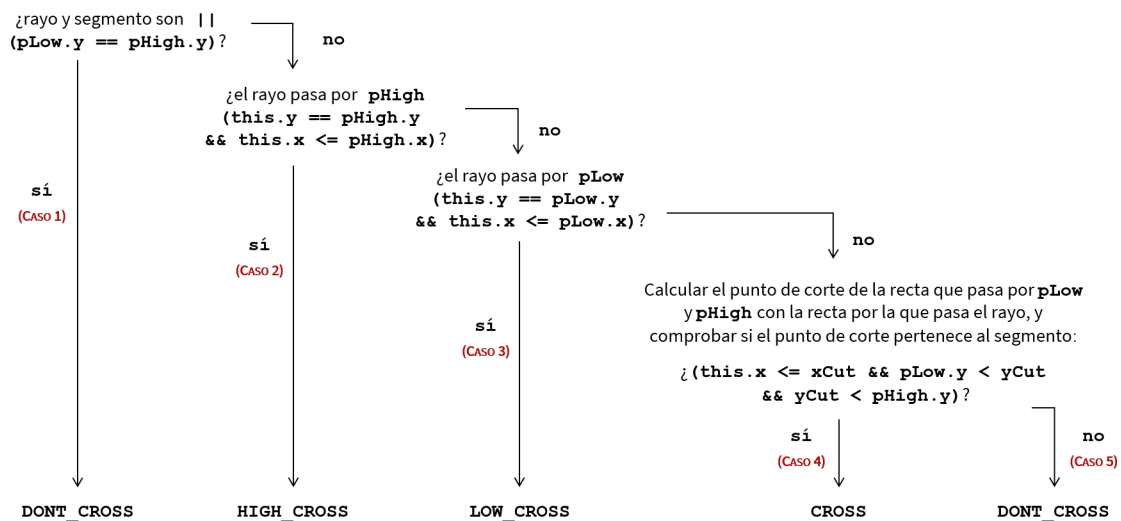 ¿rayo y segmento son ||
(pLow.y == pHigh.y)?
no
¿el rayo pasa por pHigh
(this.y == pHigh.y
&& this.x <= pHigh.x)?
no
¿el rayo pasa por pLow
(this.y == pLow.y
&& this.x <= pLow.x)?
no
sí
(Caso 1)
sí
(Caso 2)
sí
(Caso 3)
Calcular el punto de corte de la recta que pasa por pLow
y pHigh con la recta por la que pasa el rayo, y
comprobar si el punto de corte pertenece al segmento:
¿(this.x <= xCut && pLow.y < yCut
&& yCut < pHigh.y)?
sí
(Caso 4)
no
(Caso 5)
DONT_CROSS
HIGH_CROSS
LOW_CROSS
CROSS
DONT_CROSS